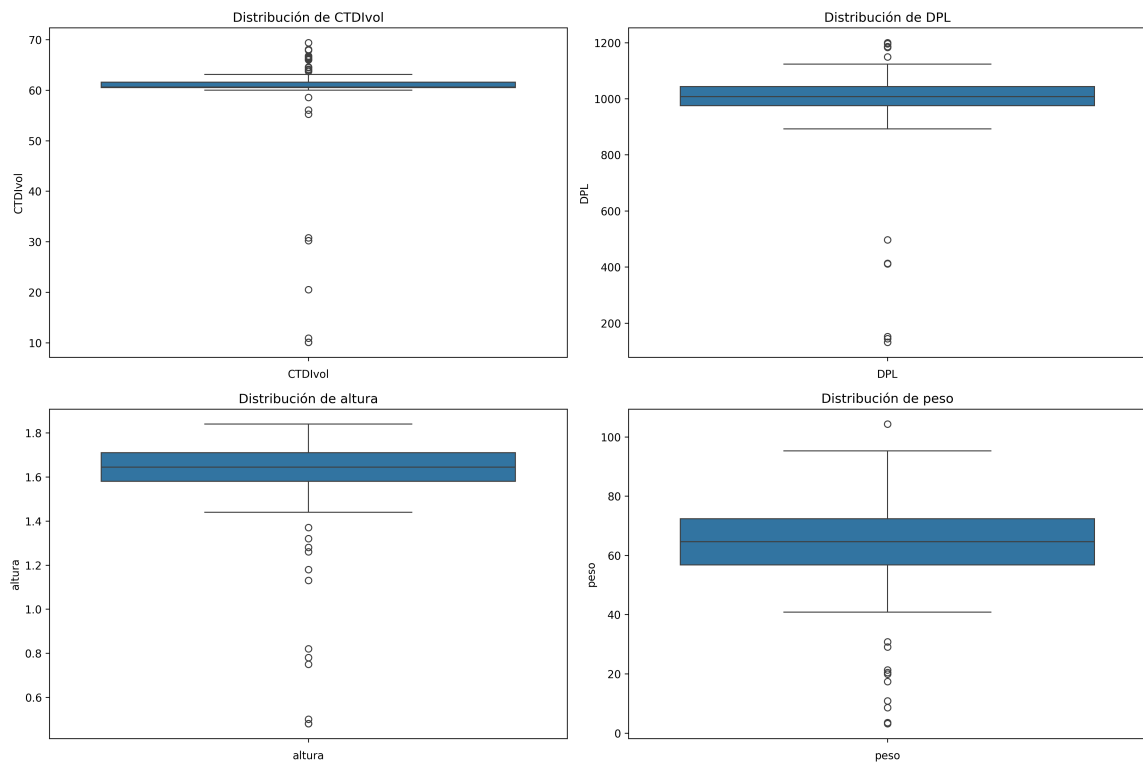 Distribución de CTDIvol
70
60
50
40
30
20
10
CTDIvol
CTDIvol
Distribución de DPL
1200
1000
800
600
400
200
DPL
DPL
Distribución de altura
1.8
1.6
1.4
1.2
1.0
0.8
0.6
altura
altura
Distribución de peso
100
80
60
40
20
0
peso
peso